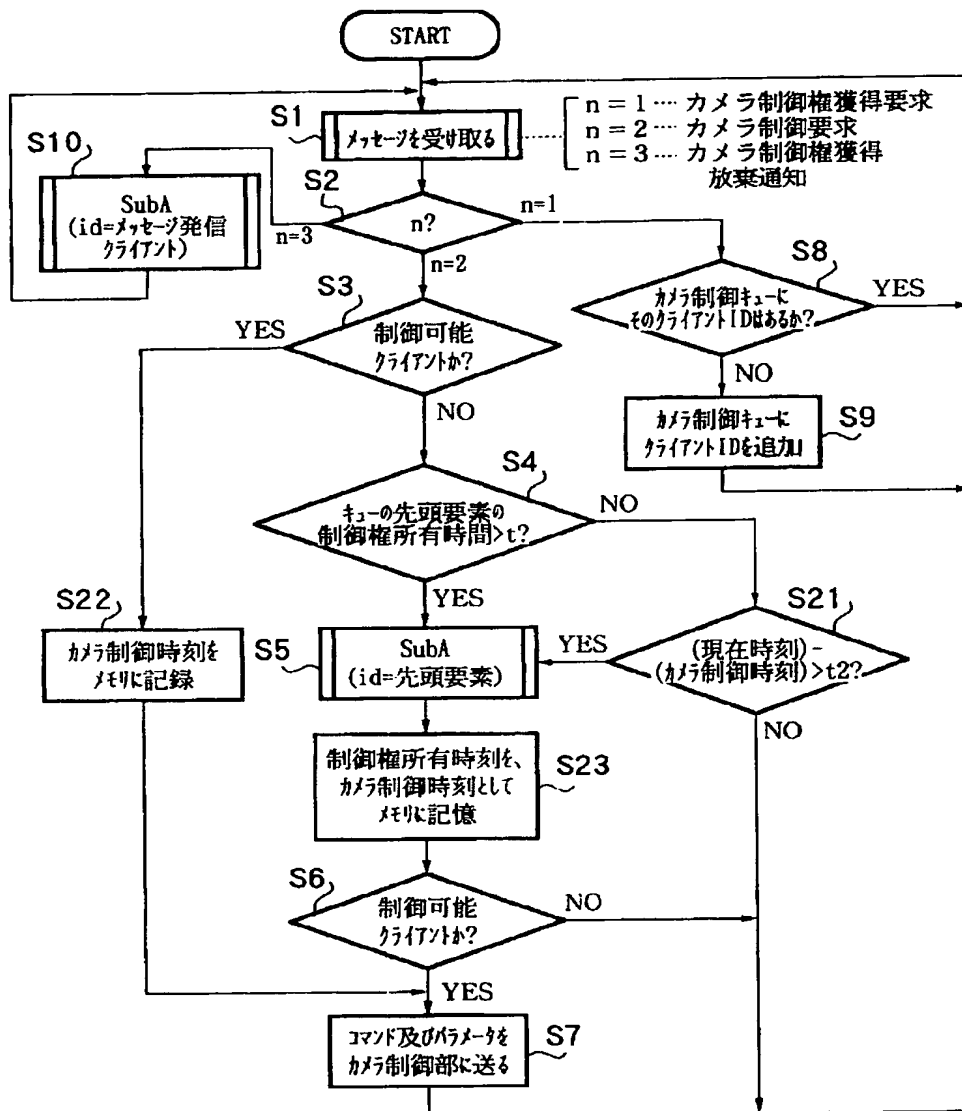 START
S1
メッセージを受け取る
n = 1 … カメラ制御権獲得要求
n = 2 … カメラ制御要求
n = 3 … カメラ制御権獲得
放棄通知
S10
SubA
(id=メッセージ発信
クライアント)
S2
n?
n=3
n=1
n=2
S8
カメラ制御キューに
そのクライアントIDはあるか?
YES
NO
S9
カメラ制御キューに
クライアントIDを追加
S3
制御可能
クライアントか?
YES
NO
S4
キューの先頭要素の
制御権所有時間>t?
NO
YES
S22
カメラ制御時刻を
メモリに記録
S5
SubA
(id=先頭要素)
S21
(現在時刻)-
(カメラ制御時刻)>t2?
YES
NO
S23
制御権所有時刻を、
カメラ制御時刻として
メモリに記憶
S6
制御可能
クライアントか?
NO
YES
S7
コマンド及びパラメータを
カメラ制御部に送る